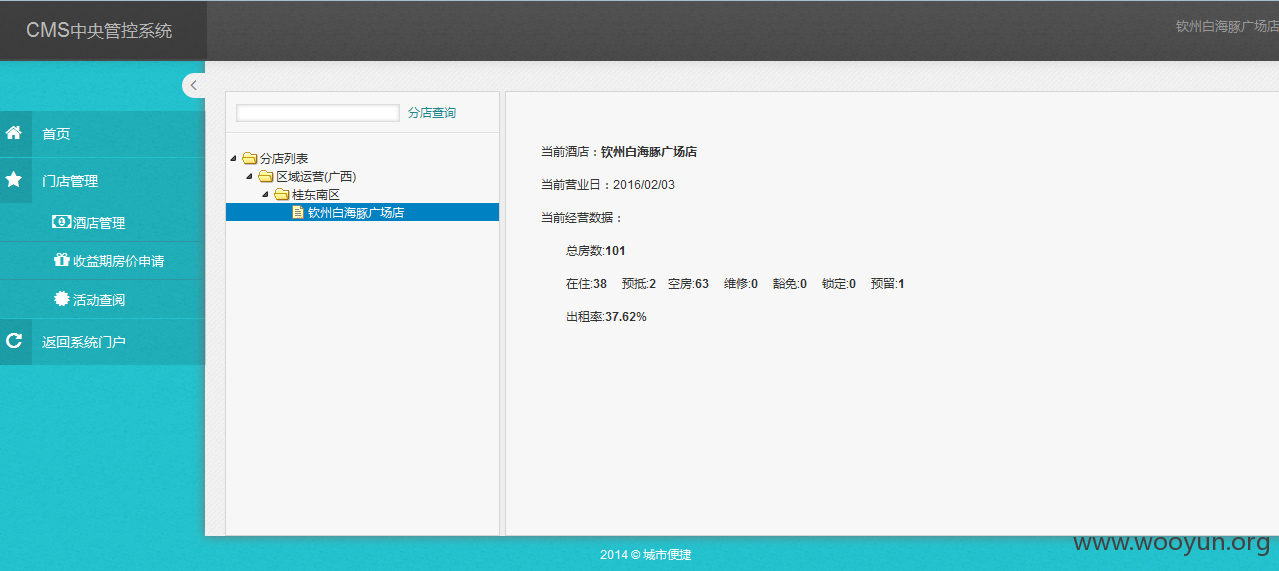 CMS中央管控系统
钦州白海豚广场店
首页
门店管理
酒店管理
收益期房价申请
活动查阅
返回系统门户
分店查询
分店列表
区域运营(广西)
桂东南区
钦州白海豚广场店
当前酒店：钦州白海豚广场店
当前营业日：2016/02/03
当前经营数据：
总房数:101
在住:38 预抵:2 空房:63 维修:0 豁免:0 锁定:0 预留:1
出租率:37.62%
2014 © 城市便捷
www.wooyun.org